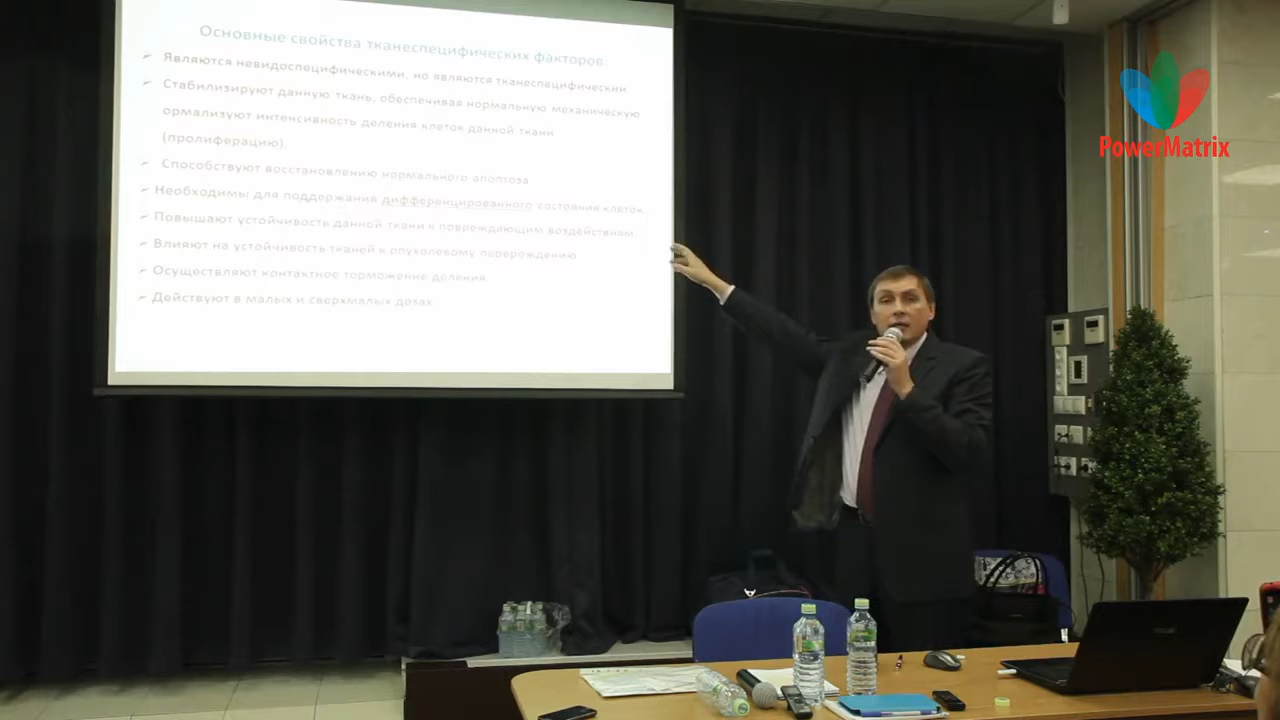 Основные свойства тканеспецифических факторов:
Являются невидоспецифическими, но являются тканеспецифически
Стабилизируют данную ткань, обеспечивая нормальную механическую
ормализуют интенсивность деления клеток данной ткани
(пролиферацию).
Способствуют восстановлению нормального апоптоза
Необходимы для поддержания дифференцированного состояния клеток
Повышают устойчивость данной ткани к повреждающим воздействиям
Влияют на устойчивость тканей к опухолевому перерождению
Осуществляют контактное торможение деления.
Действуют в малых и сверхмалых дозах
PowerMatrix